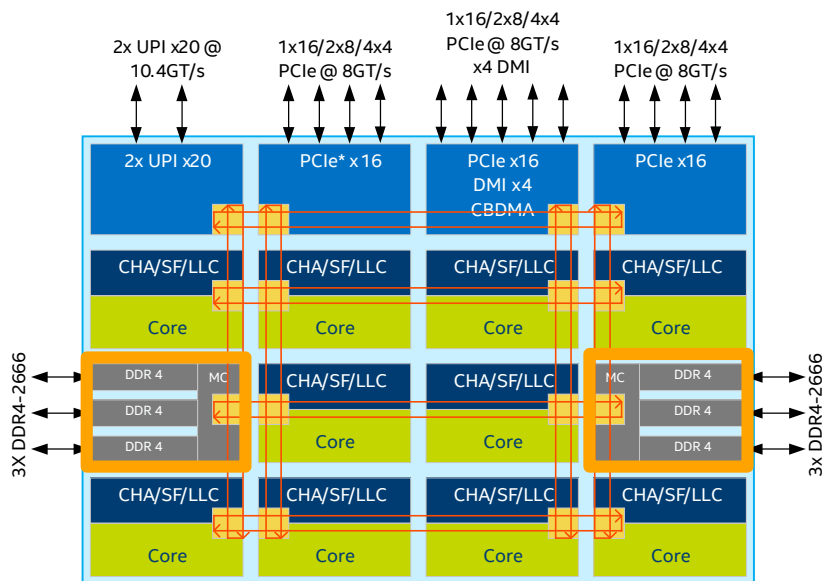 2x UPI x20 @
10.4GT/s
1x16/2x8/4x4
PCIe @ 8GT/s
1x16/2x8/4x4
PCIe @ 8GT/s
x4 DMI
1x16/2x8/4x4
PCIe @ 8GT/s
2x UPI x20
PCIe* x16
PCIe x16
DMI x4
CBDMA
PCIe x16
CHA/SF/LLC
CHA/SF/LLC
CHA/SF/LLC
CHA/SF/LLC
Core
Core
Core
Core
3X DDR4-2666
DDR 4
DDR 4
DDR 4
MC
CHA/SF/LLC
CHA/SF/LLC
Core
Core
MC
DDR 4
DDR 4
DDR 4
3x DDR4-2666
CHA/SF/LLC
CHA/SF/LLC
CHA/SF/LLC
CHA/SF/LLC
Core
Core
Core
Core